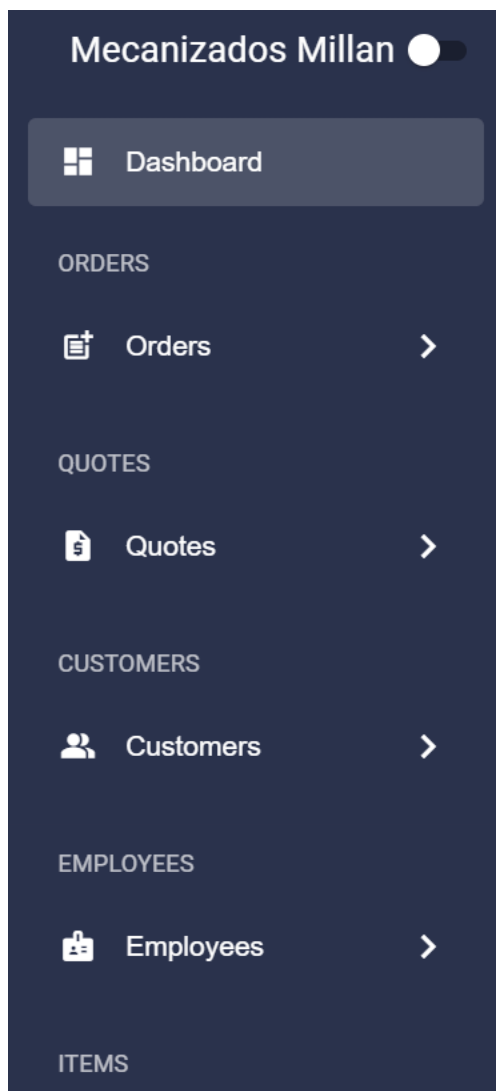 Mecanizados Millan
Dashboard
ORDERS
Orders
QUOTES
Quotes
CUSTOMERS
Customers
EMPLOYEES
Employees
ITEMS